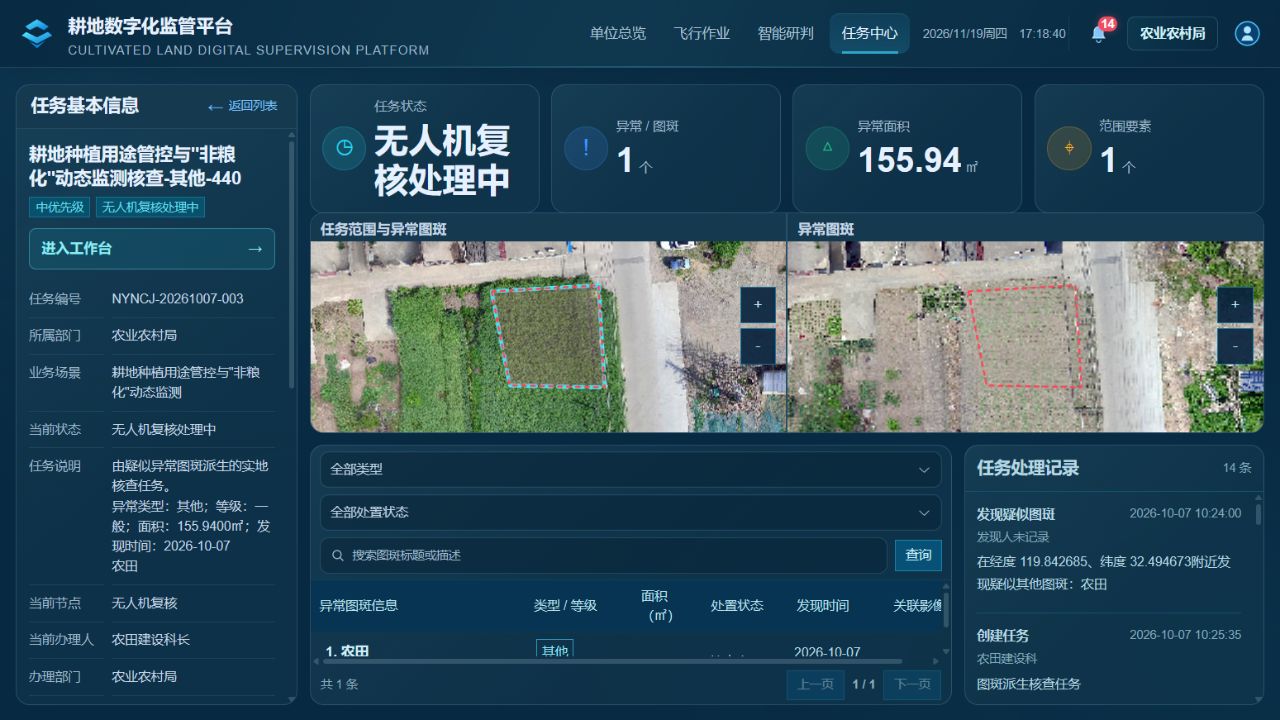 耕地数字化监管平台
CULTIVATED LAND DIGITAL SUPERVISION PLATFORM
单位总览
飞行作业
智能研判
任务中心
2026/11/19周四 17:18:40
14
农业农村局
任务基本信息
← 返回列表
耕地种植用途管控与"非粮
化"动态监测核查-其他-440
中优先级
无人机复核处理中
进入工作台 →
任务编号 NYNCJ-20261007-003
所属部门 农业农村局
业务场景 耕地种植用途管控与"非粮
化"动态监测
当前状态 无人机复核处理中
任务说明 由疑似异常图斑派生的实地
核查任务。
异常类型：其他；等级：一
般；面积：155.9400㎡；发
现时间：2026-10-07
农田
当前节点 无人机复核
当前办理人 农田建设科长
办理部门 农业农村局
任务状态
无人机复
核处理中
异常 / 图斑
1 个
异常面积
155.94 ㎡
范围要素
1 个
任务范围与异常图斑
+
-
异常图斑
+
-
全部类型
全部处置状态
搜索图斑标题或描述
查询
异常图斑信息 类型 / 等级 面积 (㎡) 处置状态 发现时间 关联影像
1. 农田 其他 2026-10-07
共 1 条
上一页 1 / 1 下一页
任务处理记录
14 条
发现疑似图斑 2026-10-07 10:24:00
发现人未记录
在经度 119.842685、纬度 32.494673附近发
现疑似其他图斑：农田
创建任务 2026-10-07 10:25:35
农田建设科
图斑派生核查任务